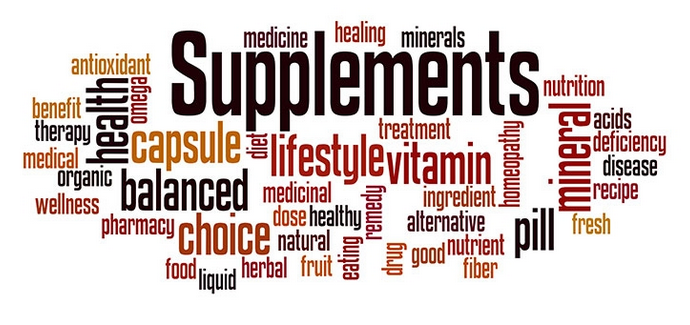 Supplements
medicine
healing
minerals
antioxidant
omega
nutrition
benefit
health
therapy
capsule
diet
treatment
homeopathy
mineral
acids
deficiency
medical
lifestyle
vitamin
disease
organic
balanced
medicinal
remedy
ingredient
recipe
wellness
pharmacy
choice
dose
healthy
alternative
pill
fresh
natural
eating
drug
good
nutrient
food
liquid
herbal
fruit
fiber